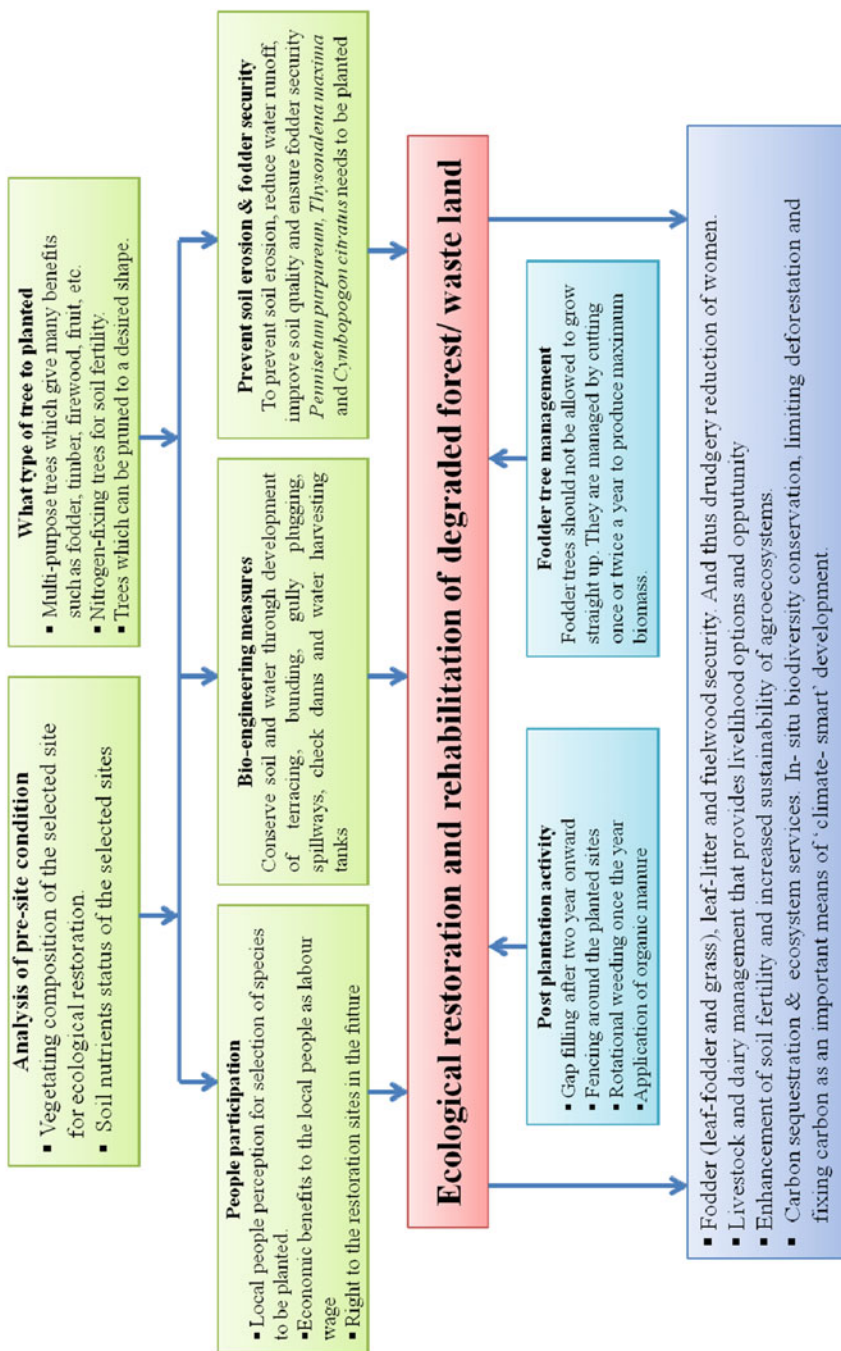 Analysis of pre-site condition
▪ Vegetating composition of the selected site
for ecological restoration.
▪ Soil nutrients status of the selected sites
What type of tree to planted
▪ Multi-purpose trees which give many benefits
such as fodder, timber, firewood, fruit, etc.
▪ Nitrogen-fixing trees for soil fertility.
▪ Trees which can be pruned to a desired shape.
People participation
▪ Local people perception for selection of species
to be planted.
▪ Economic benefits to the local people as labour
wage
▪ Right to the restoration sites in the future
Bio-engineering measures
Conserve soil and water through development
of terracing, bunding, gully plugging,
spillways, check dams and water harvesting
tanks
Prevent soil erosion & fodder security
To prevent soil erosion, reduce water runoff,
improve soil quality and ensure fodder security
Pennisetum purpureum, Thysonalena maxima
and Cymbopogon citratus needs to be planted
Ecological restoration and rehabilitation of degraded forest/ waste land
Post plantation activity
▪ Gap filling after two year onward
▪ Fencing around the planted sites
▪ Rotational weeding once the year
▪ Application of organic manure
Fodder tree management
Fodder trees should not be allowed to grow
straight up. They are managed by cutting
once or twice a year to produce maximum
biomass.
▪ Fodder (leaf-fodder and grass), leaf-litter and fuelwood security. And thus drudgery reduction of women.
▪ Livestock and dairy management that provides livelihood options and opputunity
▪ Enhancement of soil fertility and increased sustainability of agroecosystems.
▪ Carbon sequestration & ecosystem services. In- situ biodiversity conservation, limiting deforestation and
fixing carbon as an important means of ‘climate- smart’ development.